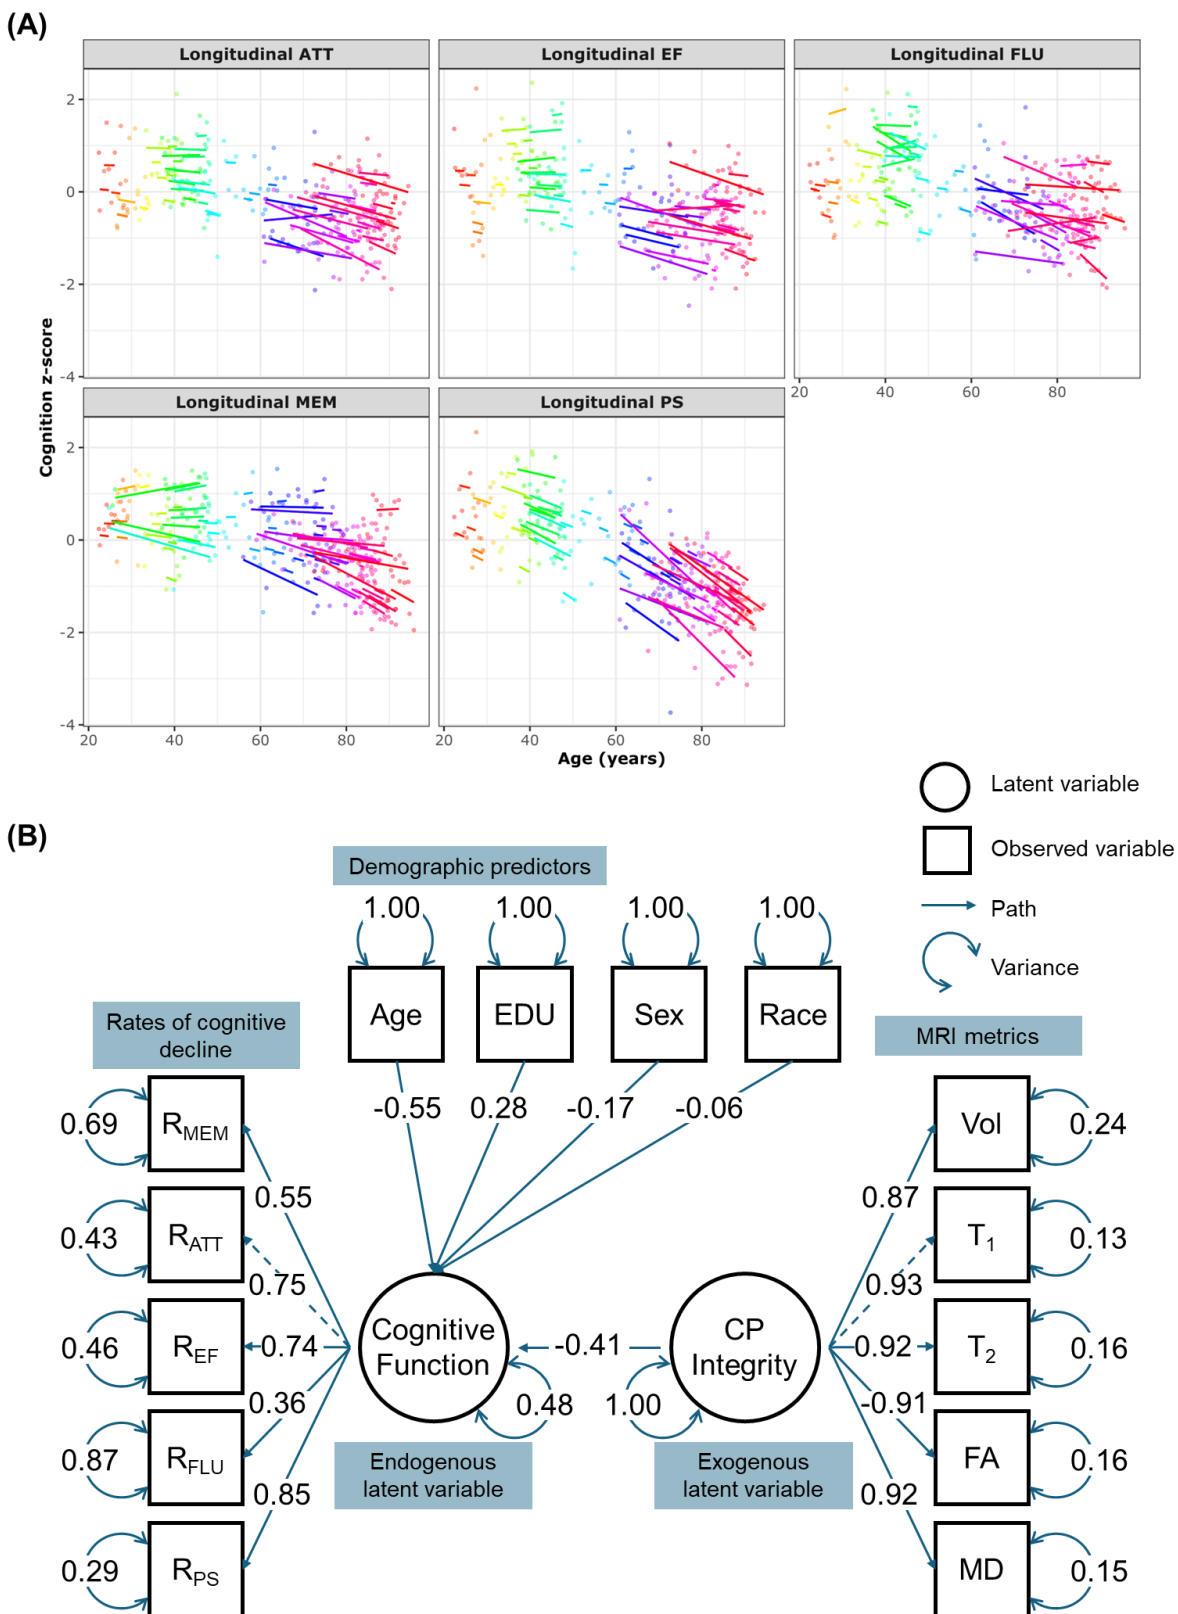 (A)
Longitudinal ATT
Longitudinal EF
Longitudinal FLU
2
0
-2
-4
20 40 60 80
Longitudinal MEM
Longitudinal PS
2
0
-2
-4
20 40 60 80
20 40 60 80
Cognition z-score
Age (years)
Latent variable
Observed variable
Path
Variance
(B)
Demographic predictors
1.00 1.00 1.00 1.00
Age EDU Sex Race
-0.55 0.28 -0.17 -0.06
Rates of cognitive
decline
0.69 R_MEM
0.43 R_ATT
0.46 R_EF
0.87 R_FLU
0.29 R_PS
0.55
0.75
0.74
0.36
0.85
Cognitive
Function
-0.41
CP
Integrity
0.48
1.00
Endogenous
latent variable
Exogenous
latent variable
MRI metrics
0.87
0.93
0.92
-0.91
0.92
Vol 0.24
T₁ 0.13
T₂ 0.16
FA 0.16
MD 0.15